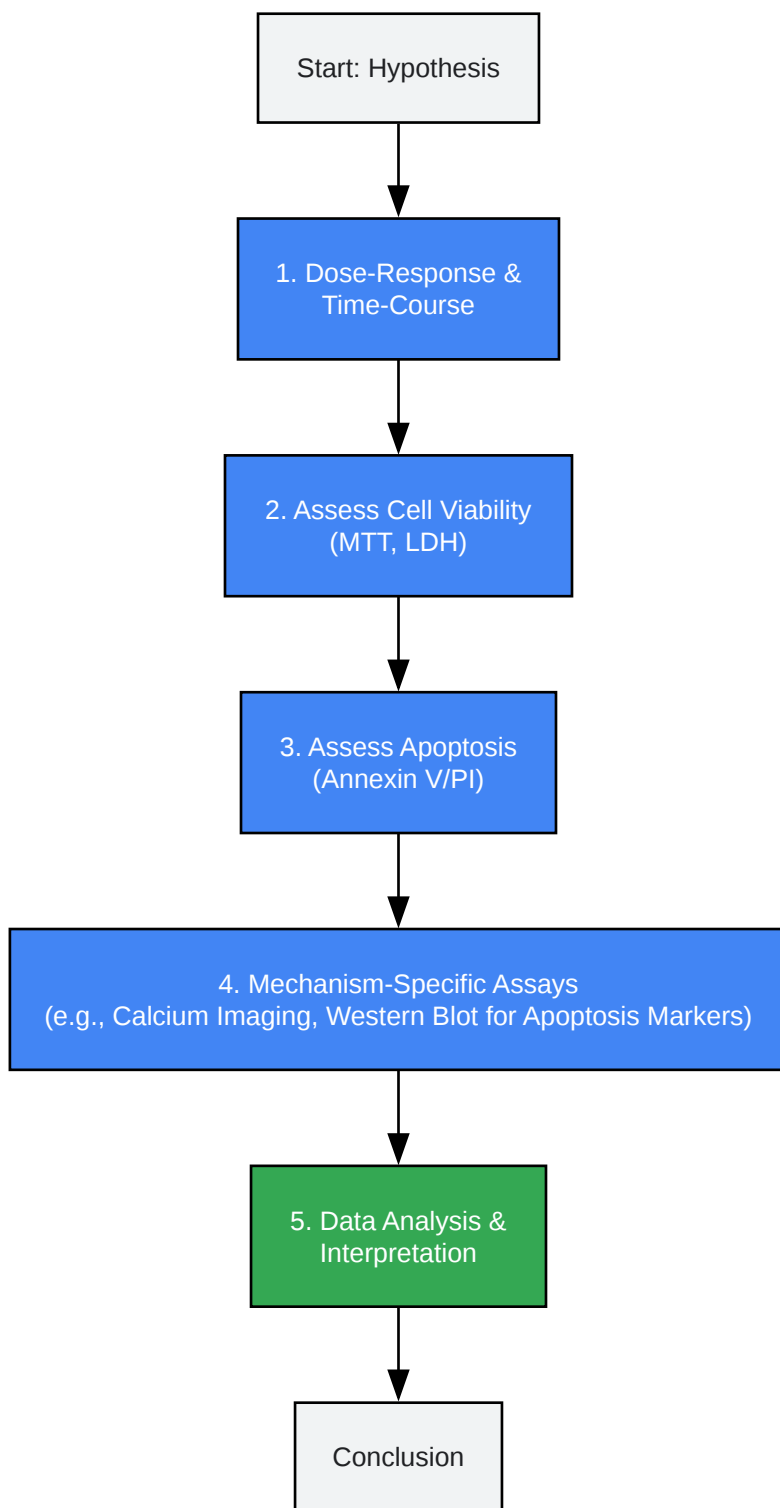 Start: Hypothesis
1. Dose-Response &
Time-Course
2. Assess Cell Viability
(MTT, LDH)
3. Assess Apoptosis
(Annexin V/PI)
4. Mechanism-Specific Assays
(e.g., Calcium Imaging, Western Blot for Apoptosis Markers)
5. Data Analysis &
Interpretation
Conclusion